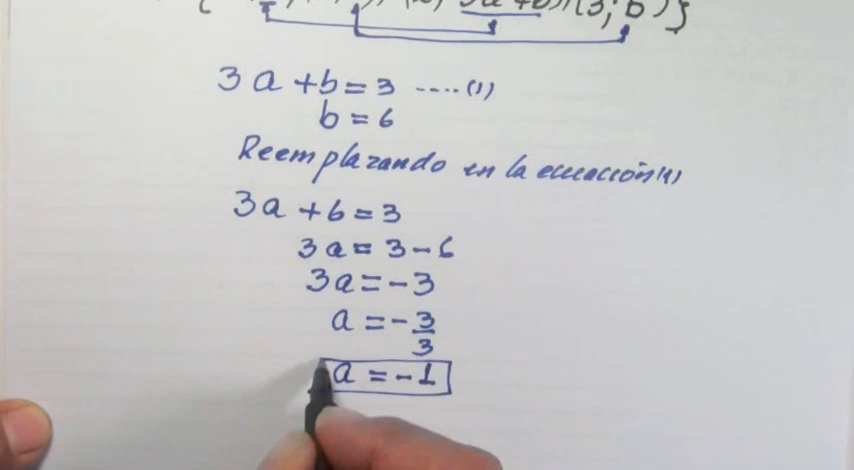 (3; b)}
3a + b = 3 ....(1)
b = 6
Reemplazando en la ecuación (1)
3a + 6 = 3
3a = 3 - 6
3a = -3
a = -3/3
a = -1